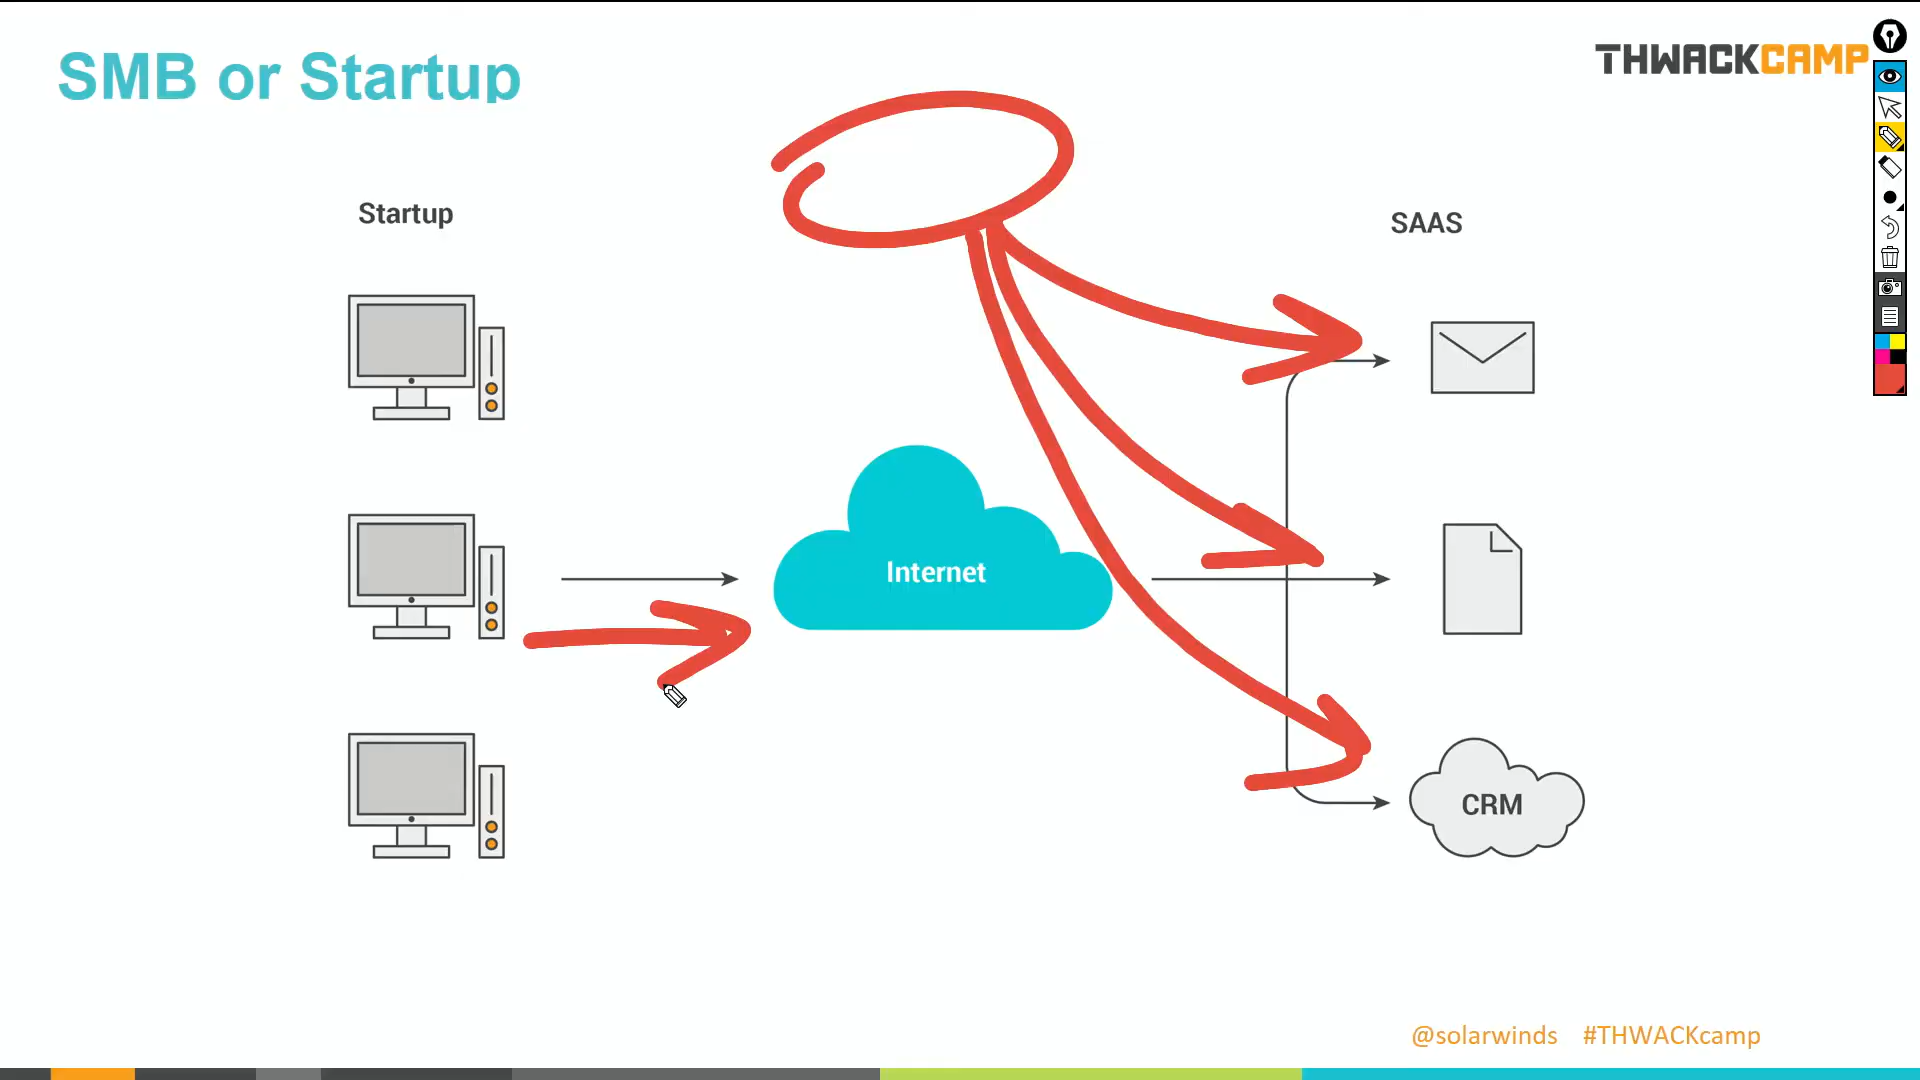 SMB or Startup
THWACKCAMP
Startup
SAAS
Internet
CRM
@solarwinds #THWACKcamp